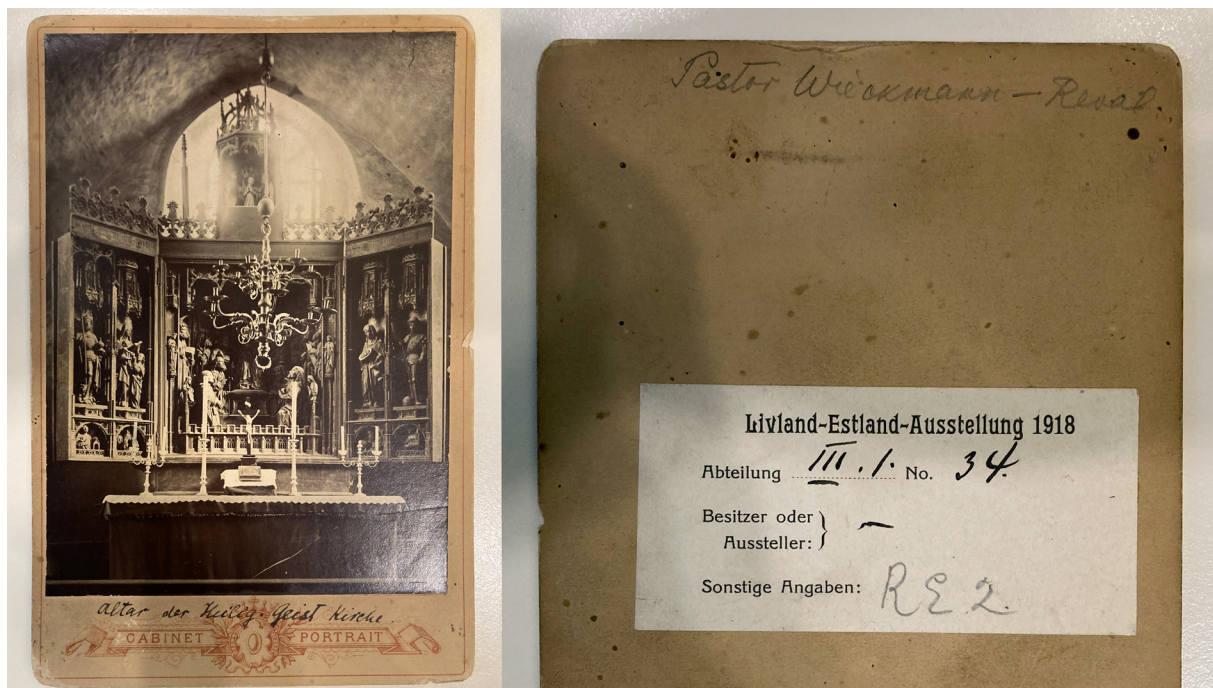 Altar der Heilig. Geist Kirche.
CABINET PORTRAIT
Pastor Wieckmann – Reval.
Livland-Estland-Ausstellung 1918
Abteilung III. 1. No. 34.
Besitzer oder
Aussteller: } –
Sonstige Angaben: RE 2.